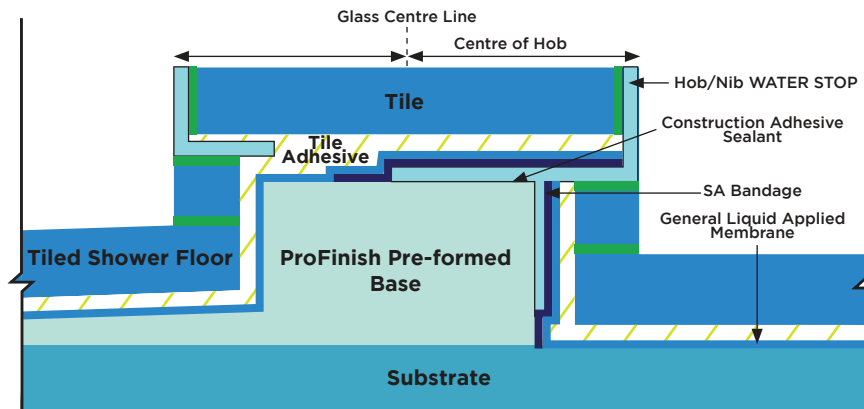 Glass Centre Line
Centre of Hob
Hob/Nib WATER STOP
Tile
Construction Adhesive
Sealant
Tile
Adhesive
SA Bandage
General Liquid Applied
Membrane
Tiled Shower Floor
ProFinish Pre-formed
Base
Substrate